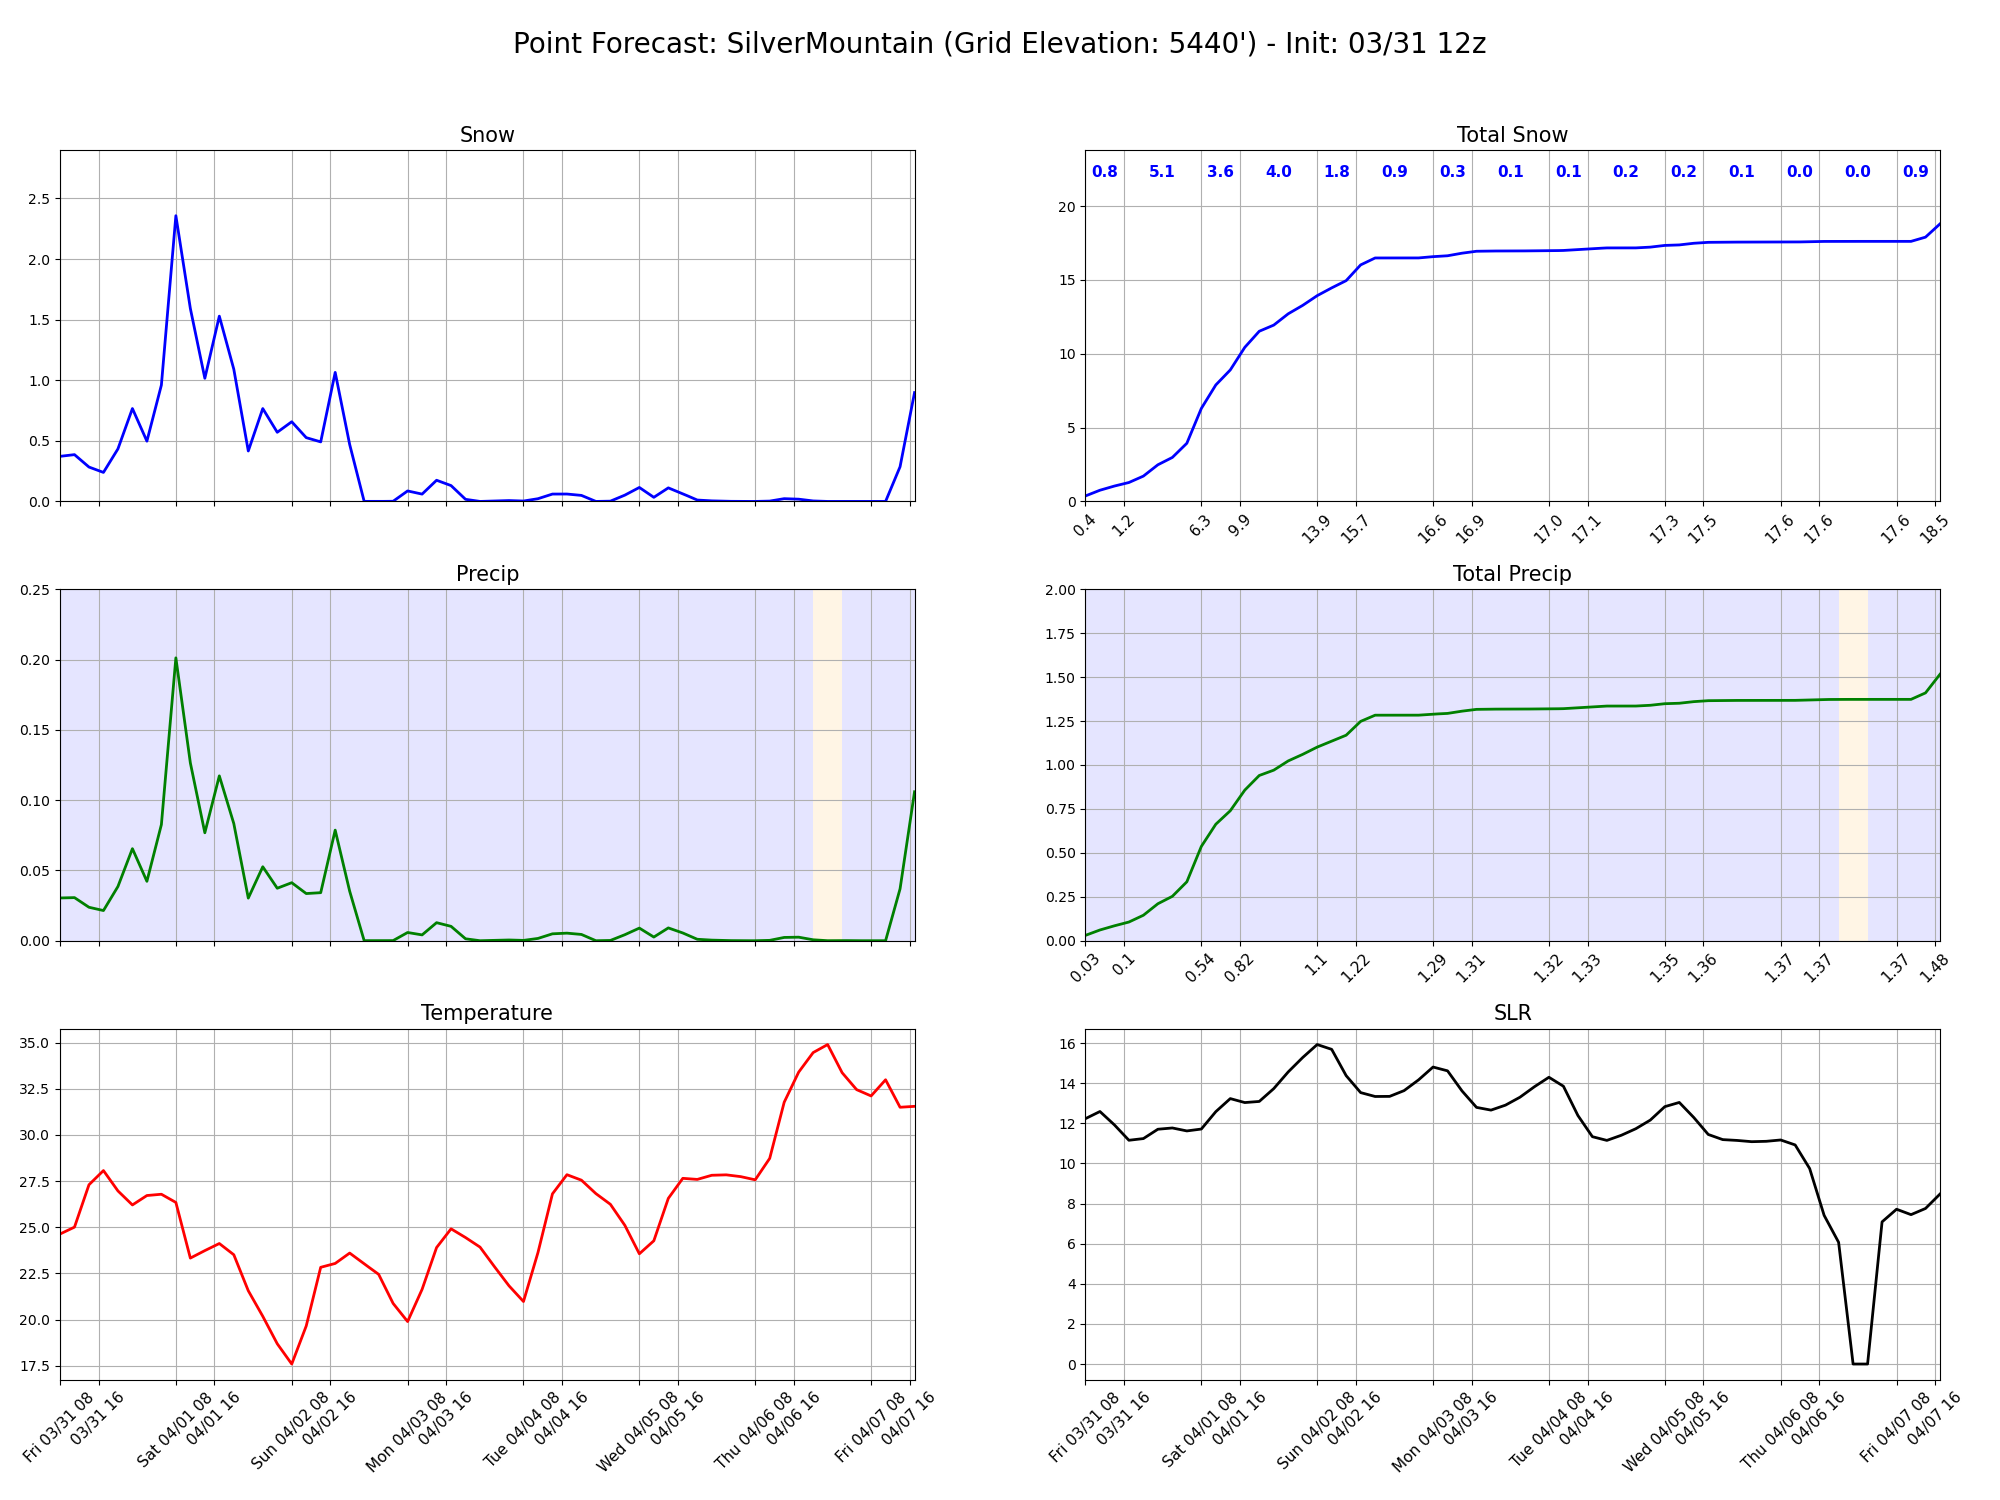 Point Forecast: SilverMountain (Grid Elevation: 5440') - Init: 03/31 12z
Snow
2.5
2.0
1.5
1.0
0.5
0.0
Total Snow
0.8 5.1 3.6 4.0 1.8 0.9 0.3 0.1 0.1 0.2 0.2 0.1 0.0 0.0 0.9
20
15
10
5
0
0.4 1.2 6.3 9.9 13.9 15.7 16.6 16.9 17.0 17.1 17.3 17.5 17.6 17.6 17.6 18.5
Precip
0.25
0.20
0.15
0.10
0.05
0.00
Total Precip
2.00
1.75
1.50
1.25
1.00
0.75
0.50
0.25
0.00
0.03 0.1 0.54 0.82 1.1 1.22 1.29 1.31 1.32 1.33 1.35 1.36 1.37 1.37 1.37 1.48
Temperature
35.0
32.5
30.0
27.5
25.0
22.5
20.0
17.5
Fri 03/31 08
03/31 16
Sat 04/01 08
04/01 16
Sun 04/02 08
04/02 16
Mon 04/03 08
04/03 16
Tue 04/04 08
04/04 16
Wed 04/05 08
04/05 16
Thu 04/06 08
04/06 16
Fri 04/07 08
04/07 16
SLR
16
14
12
10
8
6
4
2
0
Fri 03/31 08
03/31 16
Sat 04/01 08
04/01 16
Sun 04/02 08
04/02 16
Mon 04/03 08
04/03 16
Tue 04/04 08
04/04 16
Wed 04/05 08
04/05 16
Thu 04/06 08
04/06 16
Fri 04/07 08
04/07 16